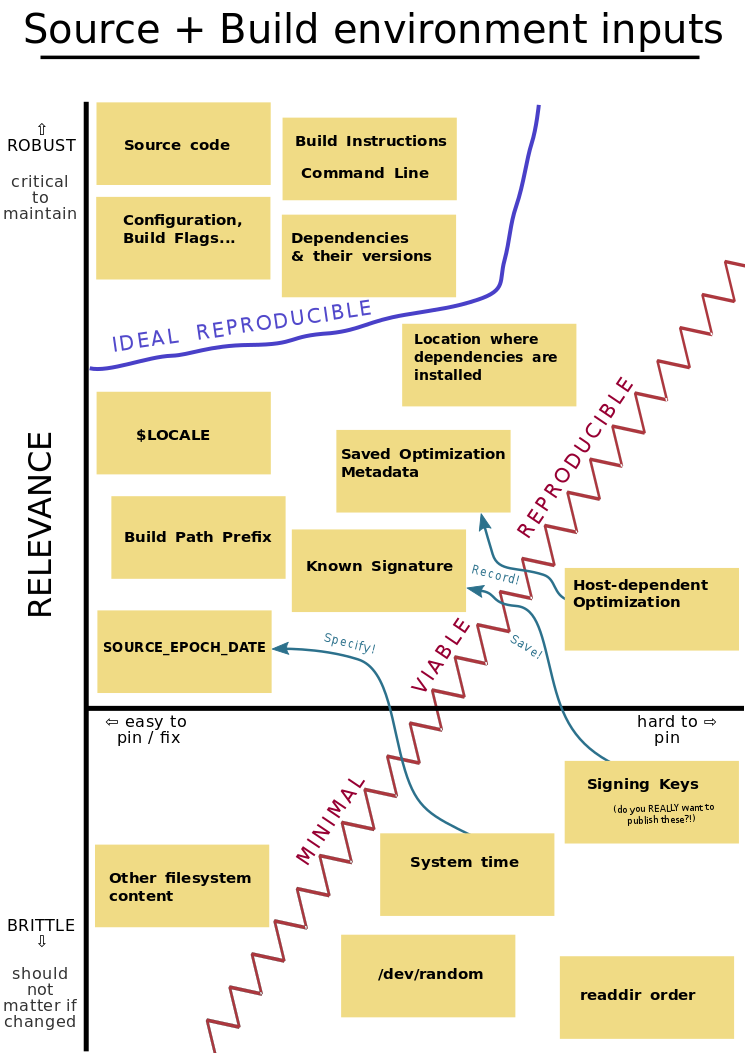 Source + Build environment inputs
⇧
ROBUST
critical
to
maintain
Source code
Build Instructions
Command Line
Configuration,
Build Flags...
Dependencies
& their versions
IDEAL REPRODUCIBLE
Location where
dependencies are
installed
RELEVANCE
$LOCALE
Saved Optimization
Metadata
REPRODUCIBLE
Build Path Prefix
Known Signature
Record!
Host-dependent
Optimization
SOURCE_EPOCH_DATE
Specify!
VIABLE
Save!
⇦ easy to
pin / fix
hard to ⇨
pin
MINIMAL
Signing Keys
(do you REALLY want to
publish these?!)
System time
Other filesystem
content
BRITTLE
⇩
should
not
matter if
changed
/dev/random
readdir order